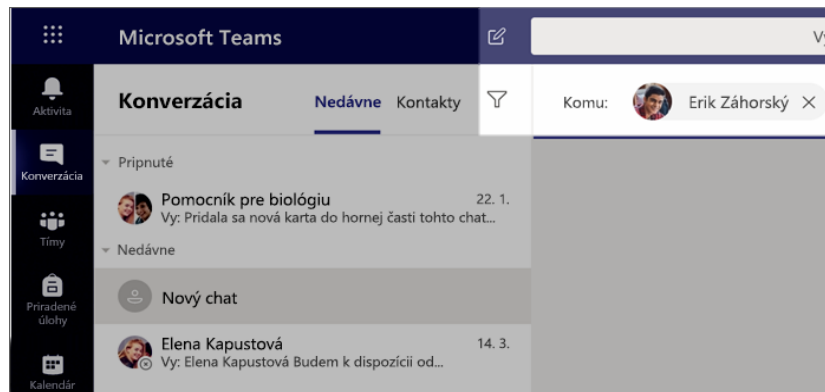 Microsoft Teams
Aktivita
Konverzácia
Tímy
Priradené
úlohy
Kalendár
Konverzácia Nedávne Kontakty
Komu: Erik Záhorský
Pripnuté
Pomocník pre biológiu 22. 1.
Vy: Pridala sa nová karta do hornej časti tohto chat...
Nedávne
Nový chat
Elena Kapustová 14. 3.
Vy: Elena Kapustová Budem k dispozícii od...